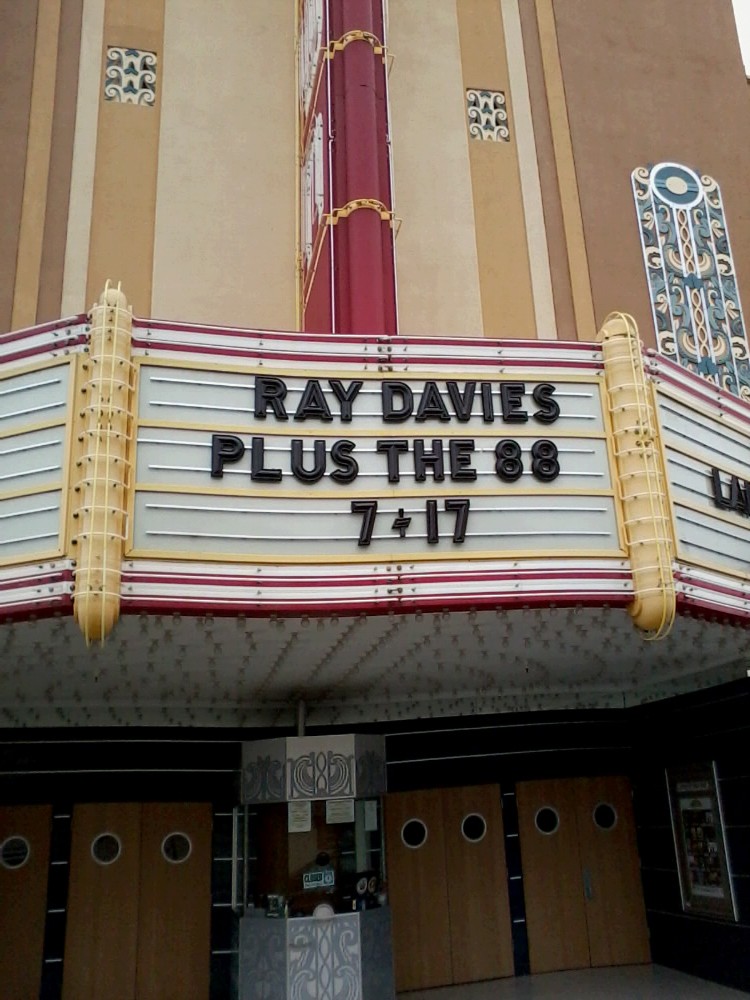 RAY DAVIES
PLUS THE 88
7 - 17